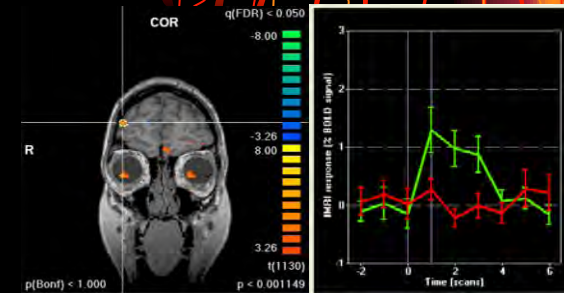 q(FDR) < 0.050
COR
-8.00
-3.26
8.00
3.26
R
t(1130)
p(Bonf) < 1.000
p < 0.001149
fMRI response (% BOLD signal)
3
2
1
0
-1
-2
0
2
4
6
Time [scans]